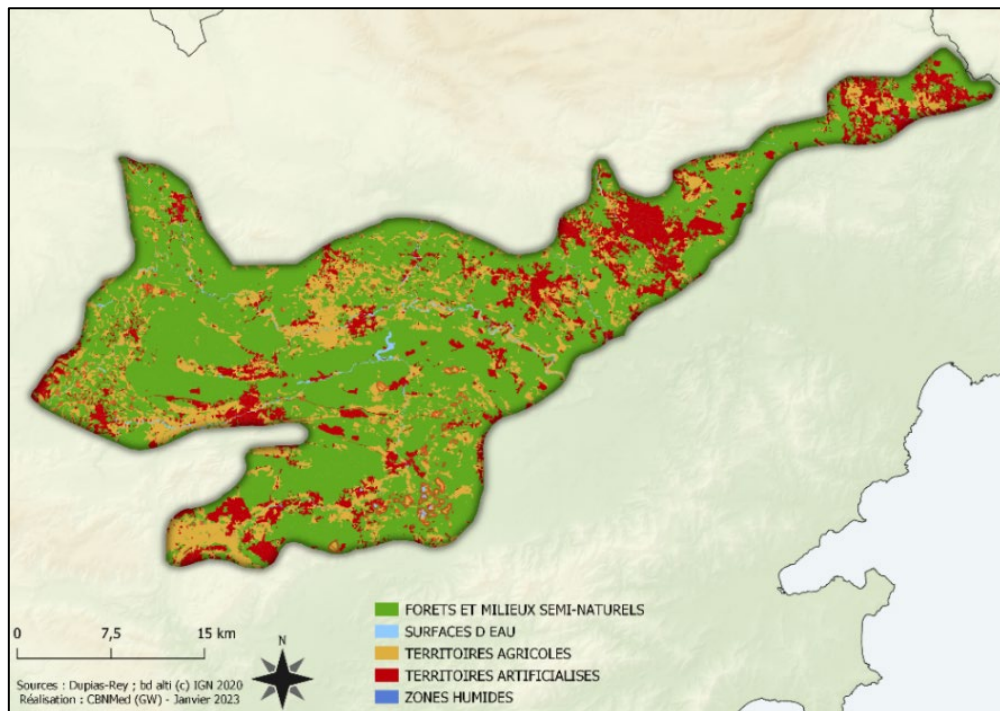 FORETS ET MILIEUX SEMI-NATURELS
SURFACES D EAU
TERRITOIRES AGRICOLES
TERRITOIRES ARTIFICIALISES
ZONES HUMIDES
0 7,5 15 km
N
Sources : Dupias-Rey ; bd alti (c) IGN 2020
Réalisation : CBNMed (GW) - Janvier 2023